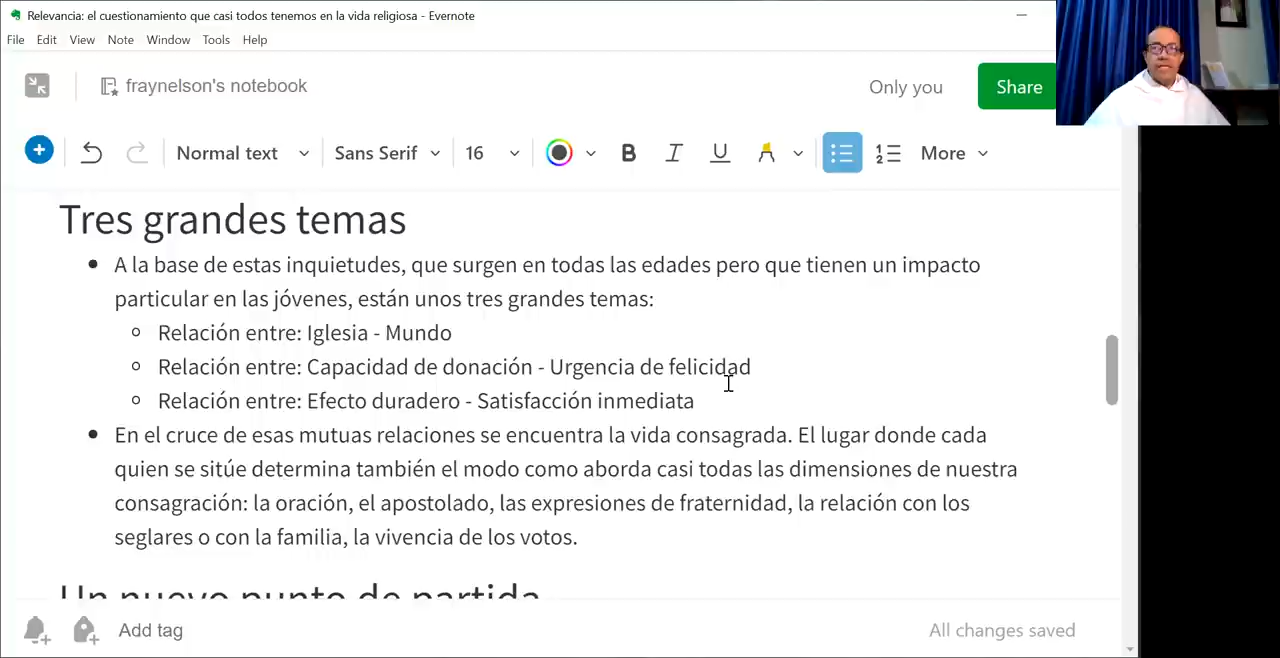 Relevancia: el cuestionamiento que casi todos tenemos en la vida religiosa - Evernote
File Edit View Note Window Tools Help
fraynelson's notebook Only you Share
Normal text Sans Serif 16 B I U More
Tres grandes temas
A la base de estas inquietudes, que surgen en todas las edades pero que tienen un impacto
particular en las jóvenes, están unos tres grandes temas:
Relación entre: Iglesia - Mundo
Relación entre: Capacidad de donación - Urgencia de felicidad
Relación entre: Efecto duradero - Satisfacción inmediata
En el cruce de esas mutuas relaciones se encuentra la vida consagrada. El lugar donde cada
quien se sitúe determina también el modo como aborda casi todas las dimensiones de nuestra
consagración: la oración, el apostolado, las expresiones de fraternidad, la relación con los
seglares o con la familia, la vivencia de los votos.
Un nuevo punto de partida
Add tag All changes saved